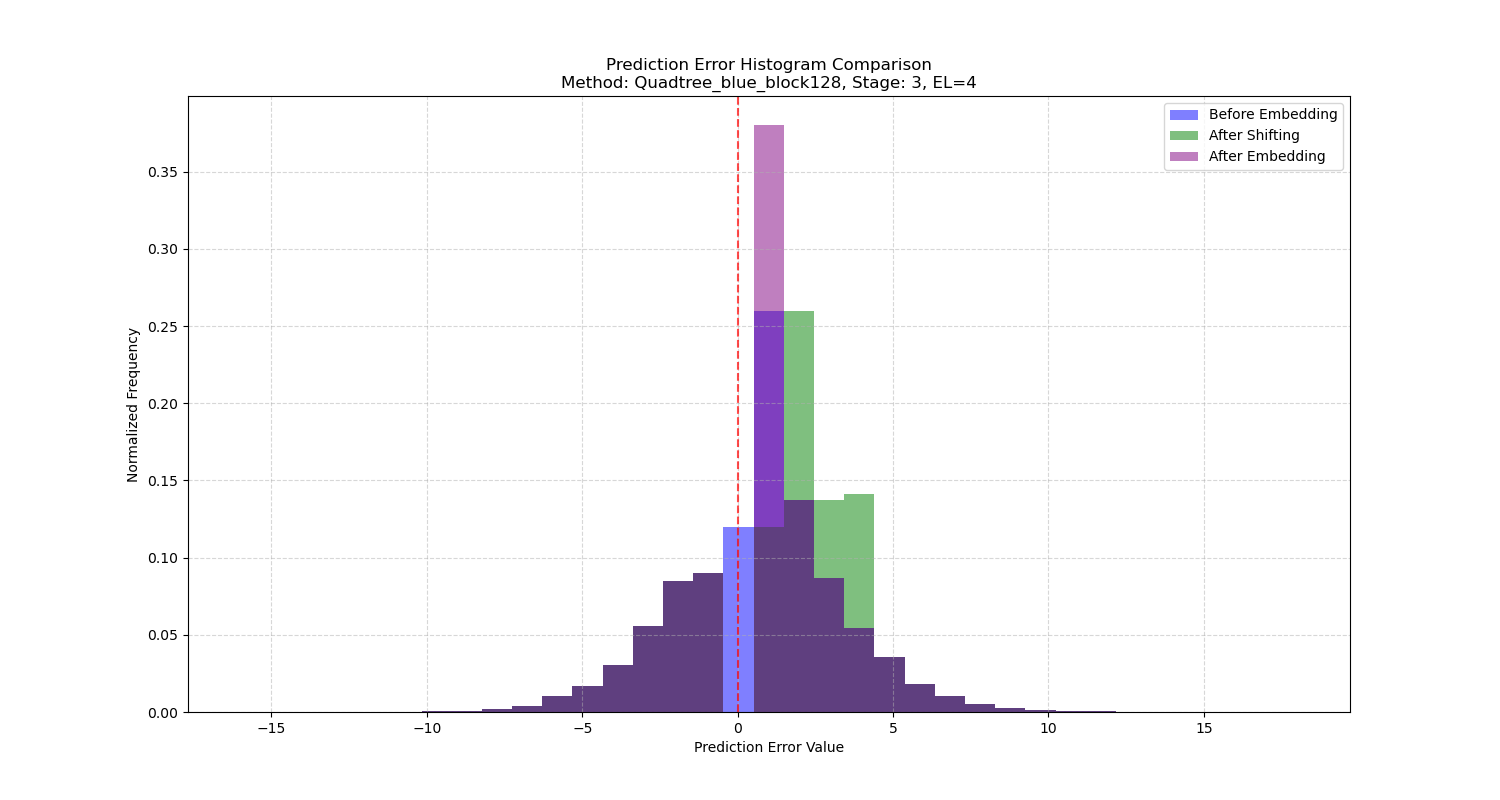 Prediction Error Histogram Comparison
Method: Quadtree_blue_block128, Stage: 3, EL=4
Before Embedding
After Shifting
After Embedding
Normalized Frequency
0.35
0.30
0.25
0.20
0.15
0.10
0.05
0.00
−15
−10
−5
0
5
10
15
Prediction Error Value